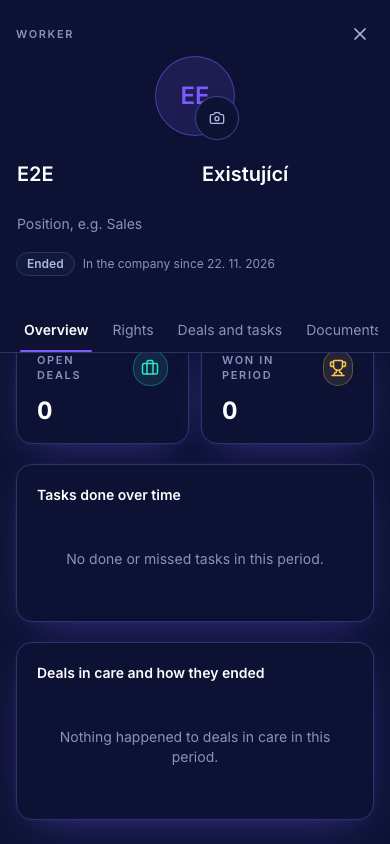 WORKER
EE
E2E Existující
Position, e.g. Sales
Ended In the company since 22. 11. 2026
Overview Rights Deals and tasks Documents
OPEN DEALS
0
WON IN PERIOD
0
Tasks done over time
No done or missed tasks in this period.
Deals in care and how they ended
Nothing happened to deals in care in this
period.